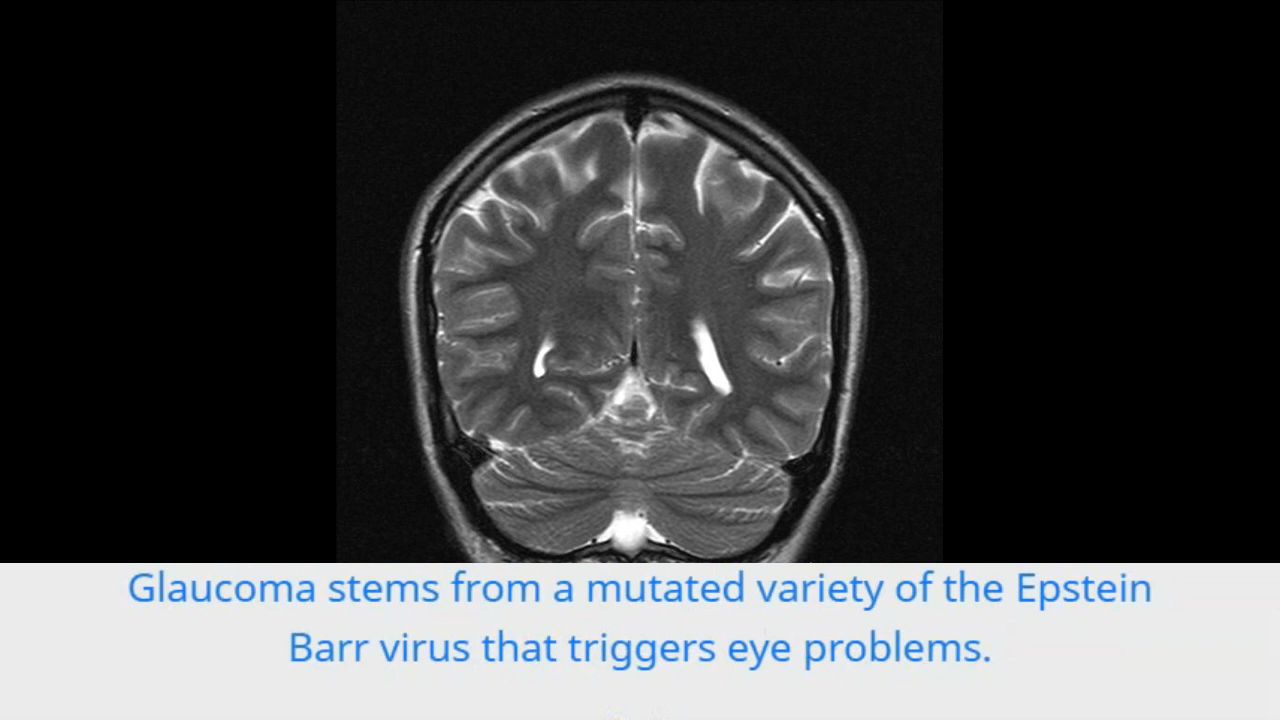 Glaucoma stems from a mutated variety of the Epstein
Barr virus that triggers eye problems.